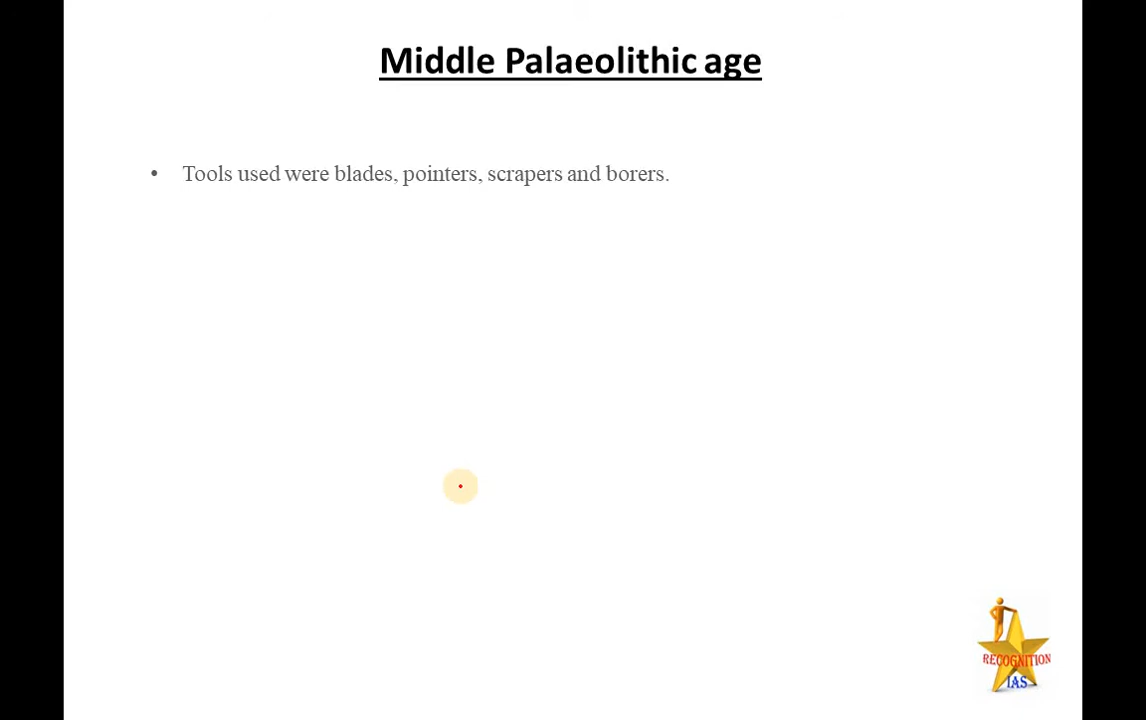 Middle Palaeolithic age
• Tools used were blades, pointers, scrapers and borers.
RECOGNITION
IAS